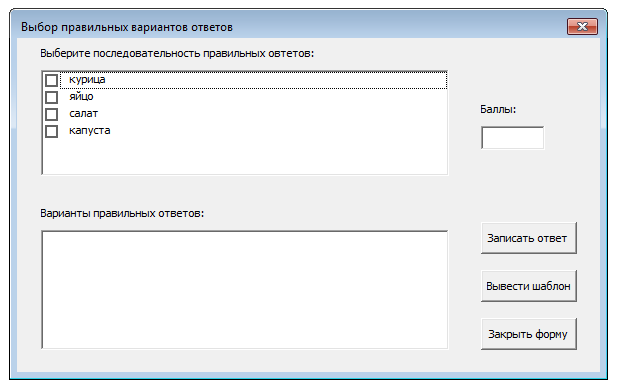 Выбор правильных вариантов ответов
Выберите последовательность правильных овтетов:
курица
яйцо
салат
капуста
Баллы:
Варианты правильных ответов:
Записать ответ
Вывести шаблон
Закрыть форму